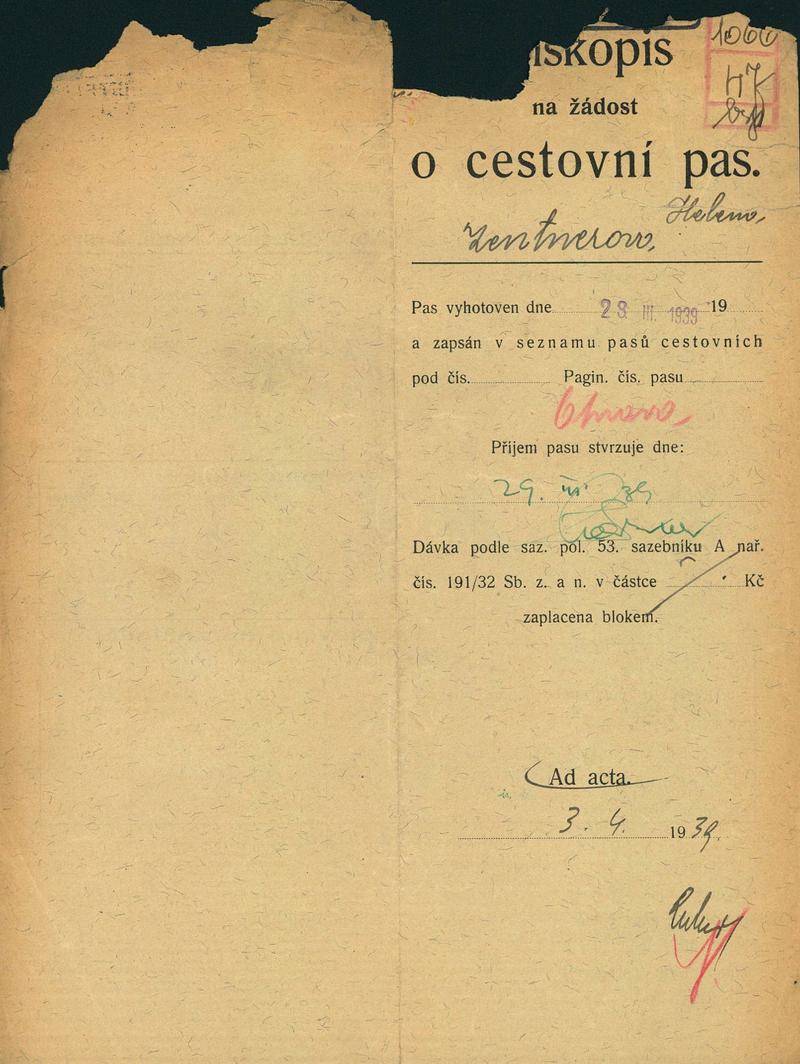 iskopis
1060
na žádost
o cestovní pas.
Helena
Zentnerova,
Pas vyhotoven dne 28 III. 1939 19
a zapsán v seznamu pasů cestovních
pod čís. Pagin. čís. pasu
Příjem pasu stvrzuje dne:
29. III 39
Dávka podle saz. pol. 53. sazebníku A nař.
čís. 191/32 Sb. z. a n. v částce Kč
zaplacena blokem.
Ad acta.
3. 4. 1939.